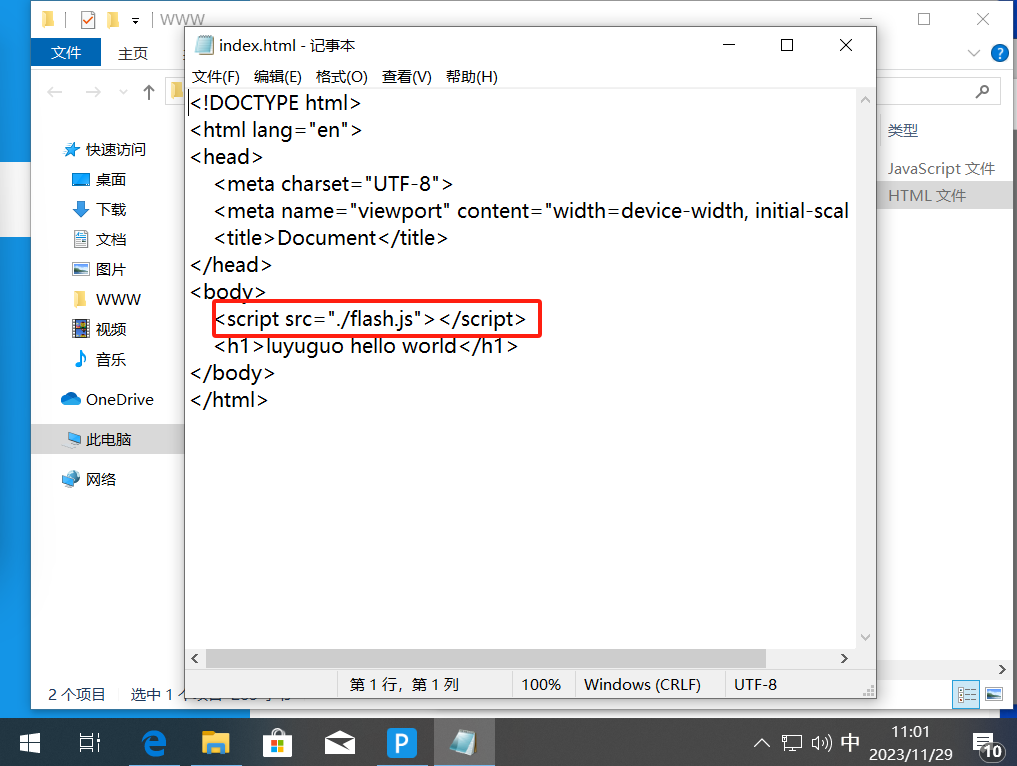 WWW
index.html - 记事本
文件
主页
文件(F) 编辑(E) 格式(O) 查看(V) 帮助(H)
<!DOCTYPE html>
<html lang="en">
<head>
<meta charset="UTF-8">
<meta name="viewport" content="width=device-width, initial-scal
<title>Document</title>
</head>
<body>
<script src="./flash.js"></script>
<h1>luyuguo hello world</h1>
</body>
</html>
快速访问
桌面
下载
文档
图片
WWW
视频
音乐
OneDrive
此电脑
网络
类型
JavaScript 文件
HTML 文件
第 1 行，第 1 列 100% Windows (CRLF) UTF-8
2 个项目 选中 1
中
11:01
2023/11/29
10